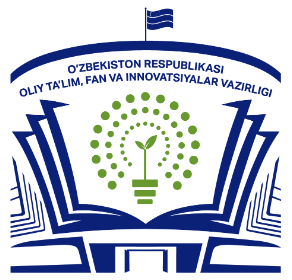 O'ZBEKISTON RESPUBLIKASI
OLIY TA'LIM, FAN VA INNOVATSIYALAR VAZIRLIGI